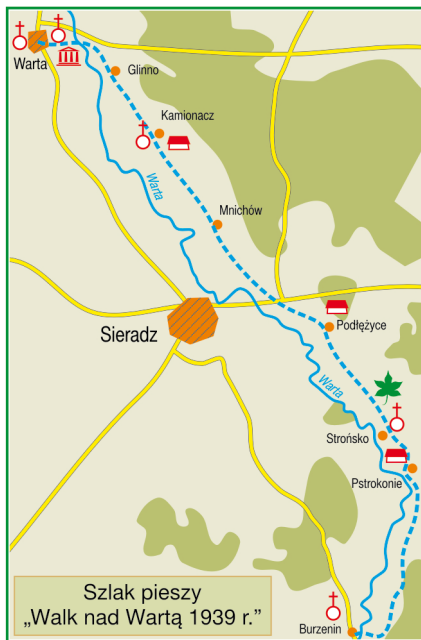 Warta
Glinno
Kamionacz
Warta
Mnichów
Sieradz
Podłężyce
Warta
Strońsko
Pstrokonie
Szlak pieszy
„Walk nad Wartą 1939 r.”
Burzenin